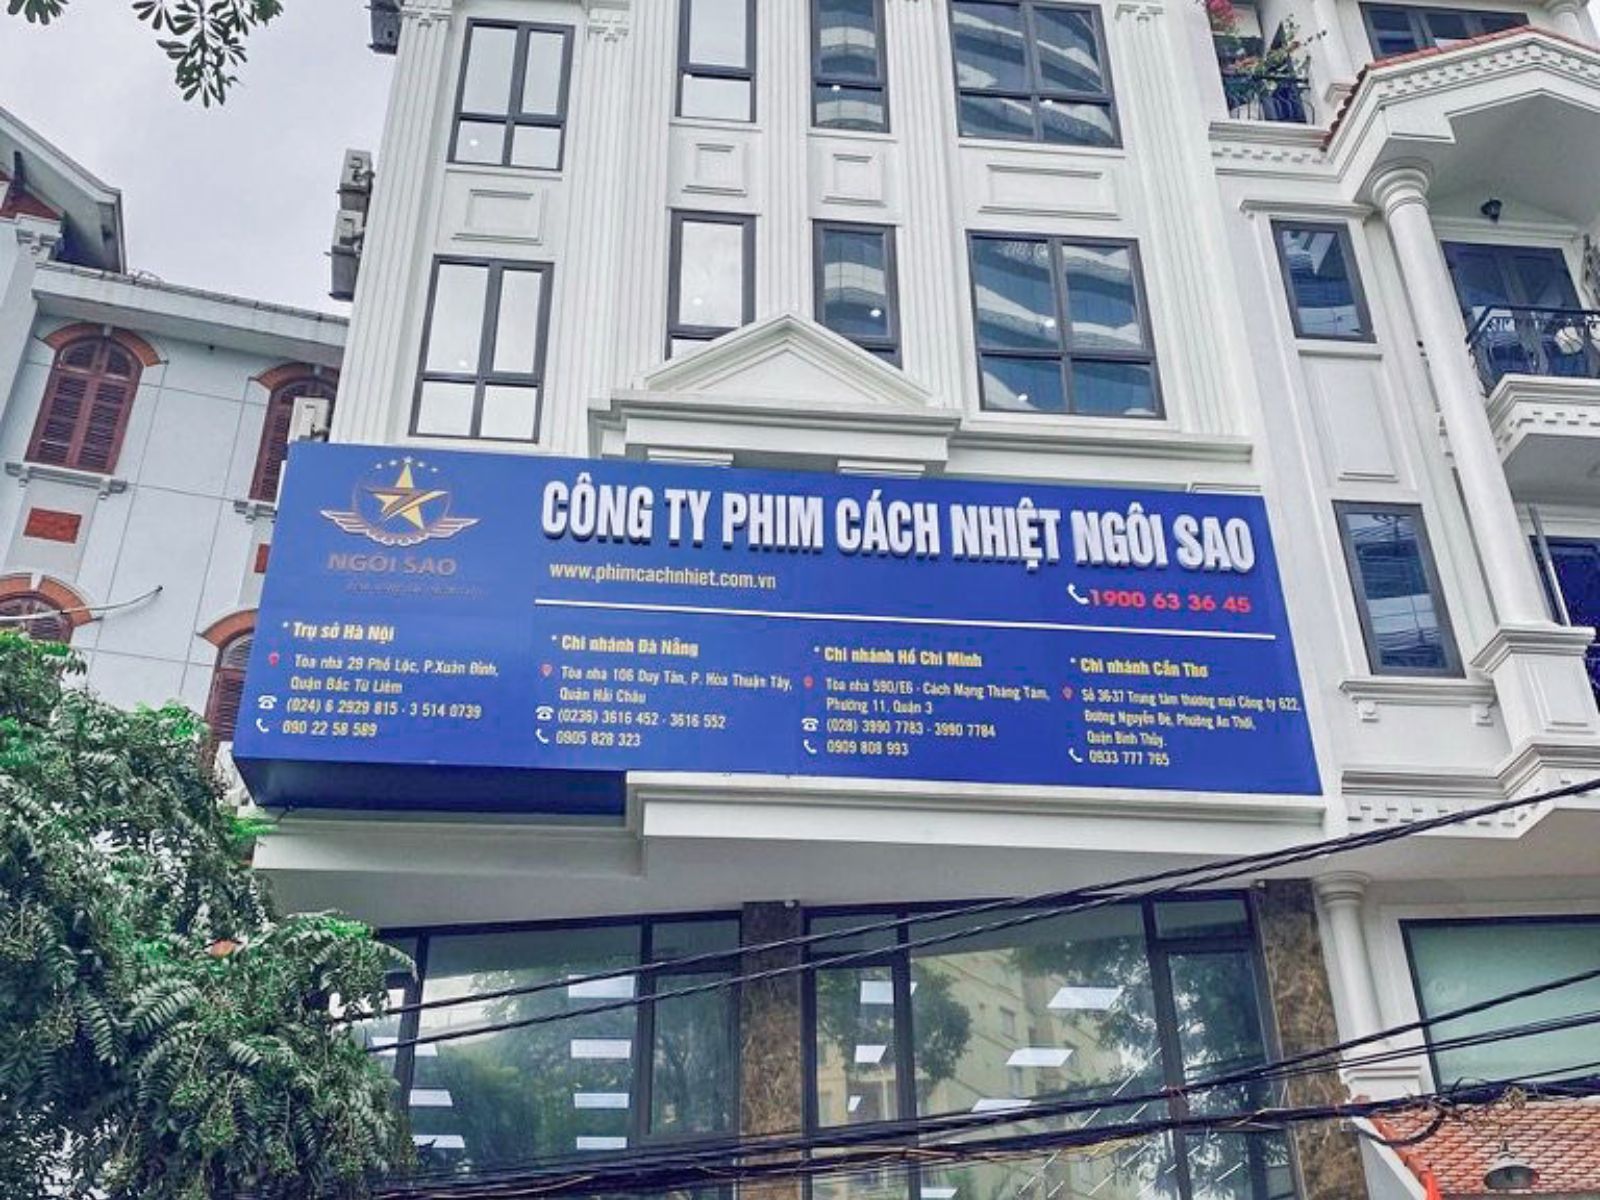 NGÔI SAO
CÔNG TY PHIM CÁCH NHIỆT NGÔI SAO
www.phimcachnhiet.com.vn
1900 63 36 45
* Trụ sở Hà Nội
Tòa nhà 29 Phố Lộc, P.Xuân Đỉnh,
Quận Bắc Từ Liêm
(024) 6 2929 815 - 3 514 0739
090 22 58 589
* Chi nhánh Đà Nẵng
Tòa nhà 106 Duy Tân, P. Hòa Thuận Tây,
Quận Hải Châu
(0236) 3616 452 - 3616 552
0905 828 323
* Chi nhánh Hồ Chí Minh
Tòa nhà 590/E6 - Cách Mạng Tháng Tám,
Phường 11, Quận 3
(028) 3990 7783 - 3990 7784
0909 808 993
* Chi nhánh Cần Thơ
Số 36-37 Trung tâm thương mại Công ty 622,
Đường Nguyễn Đệ, Phường An Thới,
Quận Bình Thủy.
0933 777 765